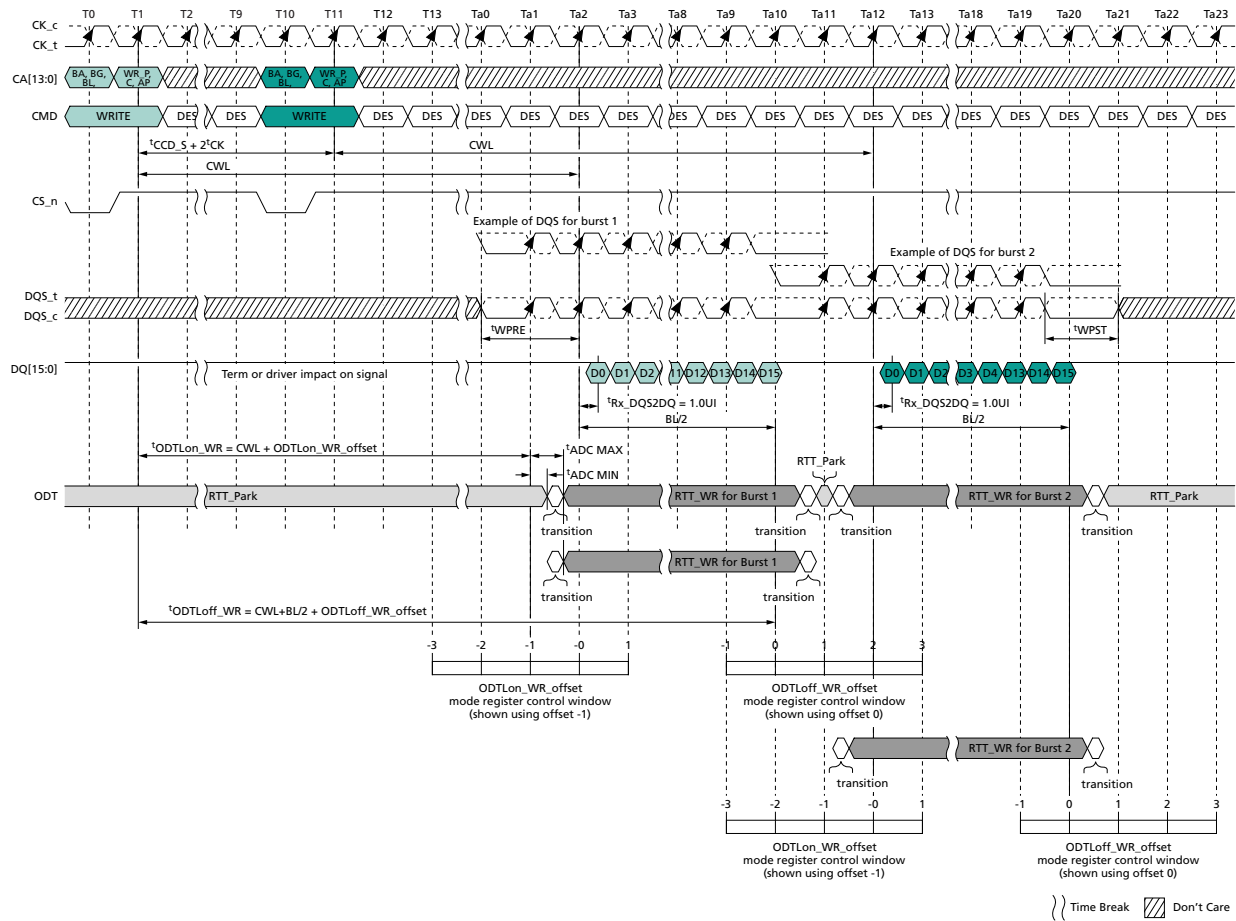 T0 T1 T2 T9 T10 T11 T12 T13 Ta0 Ta1 Ta2 Ta3 Ta8 Ta9 Ta10 Ta11 Ta12 Ta13 Ta18 Ta19 Ta20 Ta21 Ta22 Ta23
CK_c
CK_t
CA[13:0] BA, BG, BL, WR_P, C, AP BA, BG, BL, WR_P, C, AP
CMD WRITE DES DES WRITE DES DES DES DES DES DES DES DES DES DES DES DES DES DES DES DES DES DES
tCCD_S + 2tCK CWL
CWL
CS_n
Example of DQS for burst 1
Example of DQS for burst 2
DQS_t
DQS_c
tWPRE tWPST
DQ[15:0] Term or driver impact on signal D0 D1 D2 11 D12 D13 D14 D15 D0 D1 D2 D3 D4 D13 D14 D15
tRx_DQS2DQ = 1.0UI tRx_DQS2DQ = 1.0UI
BL/2 BL/2
tODTLon_WR = CWL + ODTLon_WR_offset tADC MAX
RTT_Park
tADC MIN
ODT RTT_Park RTT_WR for Burst 1 RTT_WR for Burst 2 RTT_Park
transition transition transition transition
RTT_WR for Burst 1
transition transition
tODTLoff_WR = CWL+BL/2 + ODTLoff_WR_offset
-3 -2 -1 -0 1 -1 0 1 2 3
ODTLon_WR_offset
mode register control window
(shown using offset -1)
ODTLoff_WR_offset
mode register control window
(shown using offset 0)
RTT_WR for Burst 2
transition transition
-3 -2 -1 -0 1 -1 0 1 2 3
ODTLon_WR_offset
mode register control window
(shown using offset -1)
ODTLoff_WR_offset
mode register control window
(shown using offset 0)
Time Break Don't Care